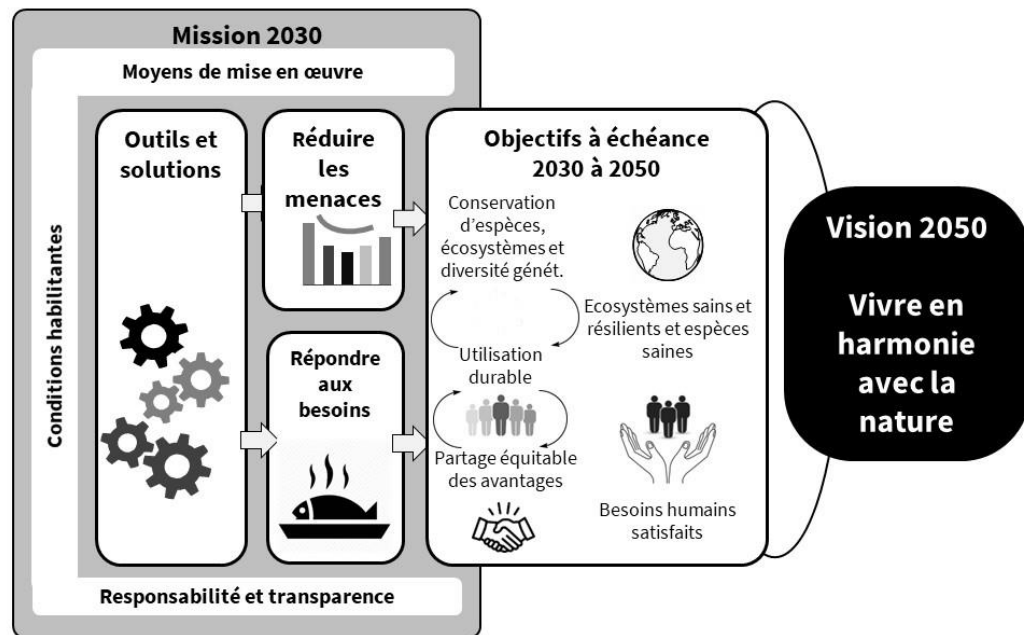 Mission 2030
Moyens de mise en œuvre
Conditions habilitantes
Outils et
solutions
Réduire
les
menaces
Répondre
aux
besoins
Objectifs à échéance
2030 à 2050
Conservation
d’espèces,
écosystèmes et
diversité génét.
Utilisation
durable
Partage équitable
des avantages
Ecosystèmes sains et
résilients et espèces
saines
Besoins humains
satisfaits
Vision 2050
Vivre en
harmonie
avec la
nature
Responsabilité et transparence